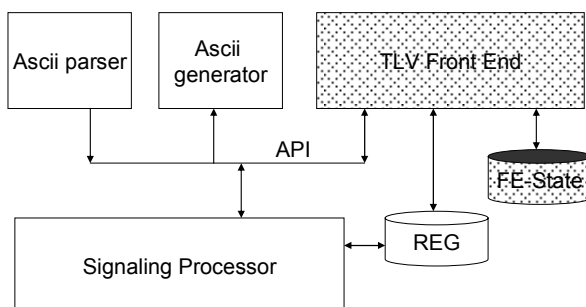 Ascii parser
Ascii
generator
TLV Front End
API
FE-State
REG
Signaling Processor